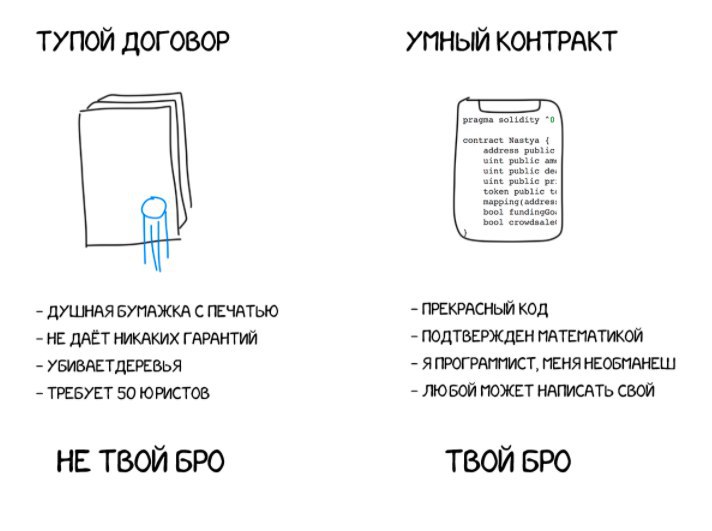 ТУПОЙ ДОГОВОР
УМНЫЙ КОНТРАКТ
pragma solidity ^0
contract Nastya {
address public
uint public am
uint public de
uint public pr
token public t
mapping(addres
bool fundingGo
bool crowdsale
}
- ДУШНАЯ БУМАЖКА С ПЕЧАТЬЮ
- НЕ ДАЁТ НИКАКИХ ГАРАНТИЙ
- УБИВАЕТДЕРЕВЬЯ
- ТРЕБУЕТ 50 ЮРИСТОВ
НЕ ТВОЙ БРО
- ПРЕКРАСНЫЙ КОД
- ПОДТВЕРЖДЕН МАТЕМАТИКОЙ
- Я ПРОГРАММИСТ, МЕНЯ НЕОБМАНЕШ
- ЛЮБОЙ МОЖЕТ НАПИСАТЬ СВОЙ
ТВОЙ БРО